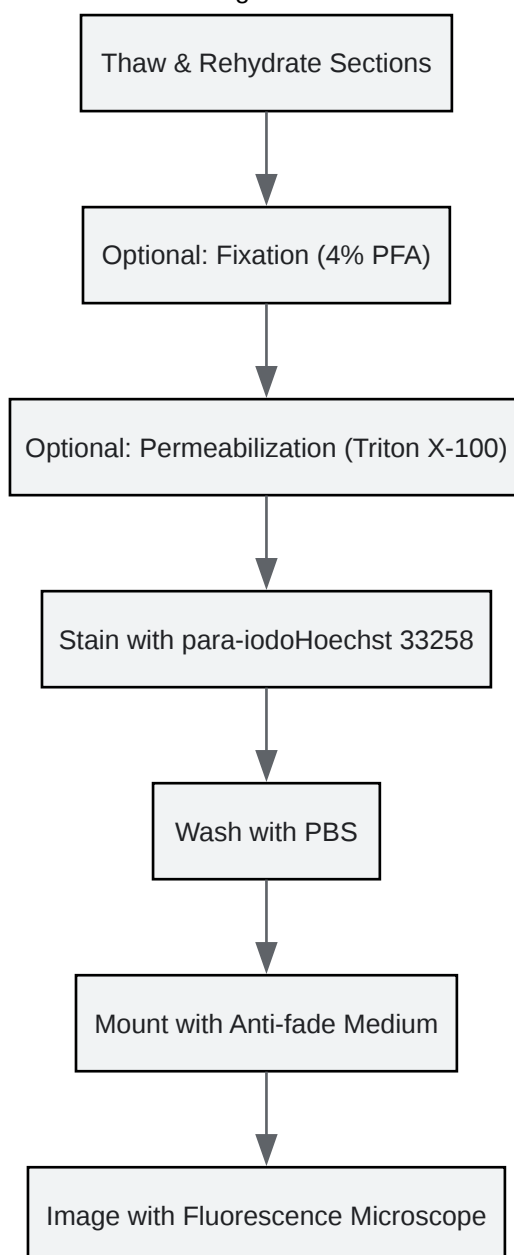 Thaw & Rehydrate Sections
Optional: Fixation (4% PFA)
Optional: Permeabilization (Triton X-100)
Stain with para-iodoHoechst 33258
Wash with PBS
Mount with Anti-fade Medium
Image with Fluorescence Microscope